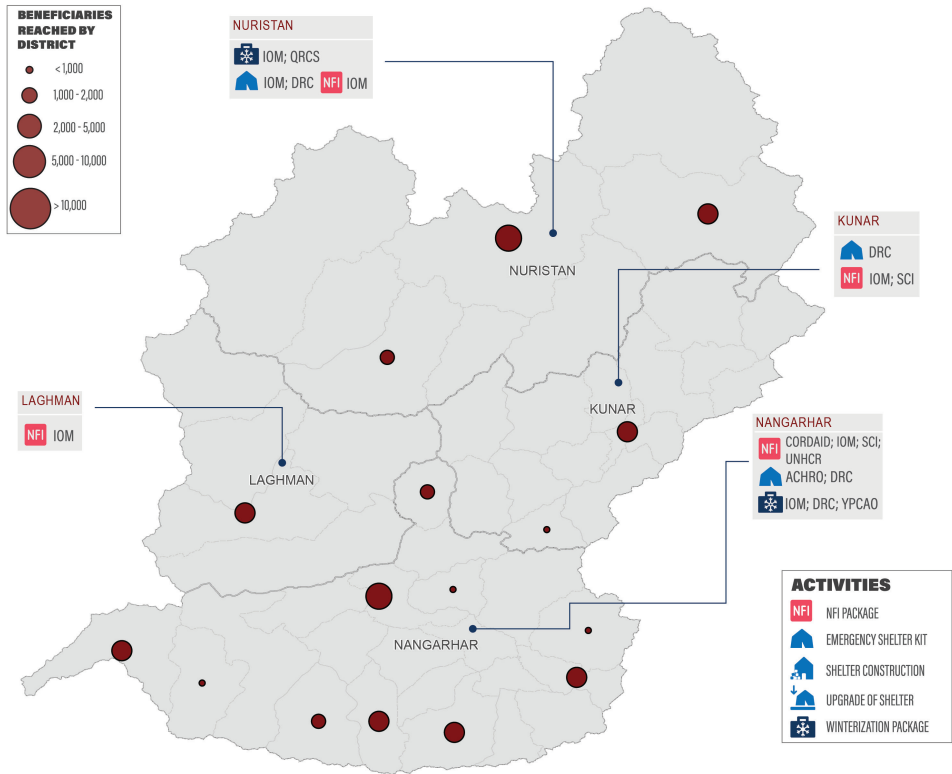 BENEFICIARIES
REACHED BY
DISTRICT
< 1,000
1,000 - 2,000
2,000 - 5,000
5,000 - 10,000
> 10,000
NURISTAN
IOM; QRCS
IOM; DRC NFI IOM
KUNAR
DRC
NFI IOM; SCI
NURISTAN
LAGHMAN
NFI IOM
KUNAR
NANGARHAR
NFI CORDAID; IOM; SCI;
UNHCR
ACHRO; DRC
IOM; DRC; YPCAO
LAGHMAN
NANGARHAR
ACTIVITIES
NFI NFI PACKAGE
EMERGENCY SHELTER KIT
SHELTER CONSTRUCTION
UPGRADE OF SHELTER
WINTERIZATION PACKAGE